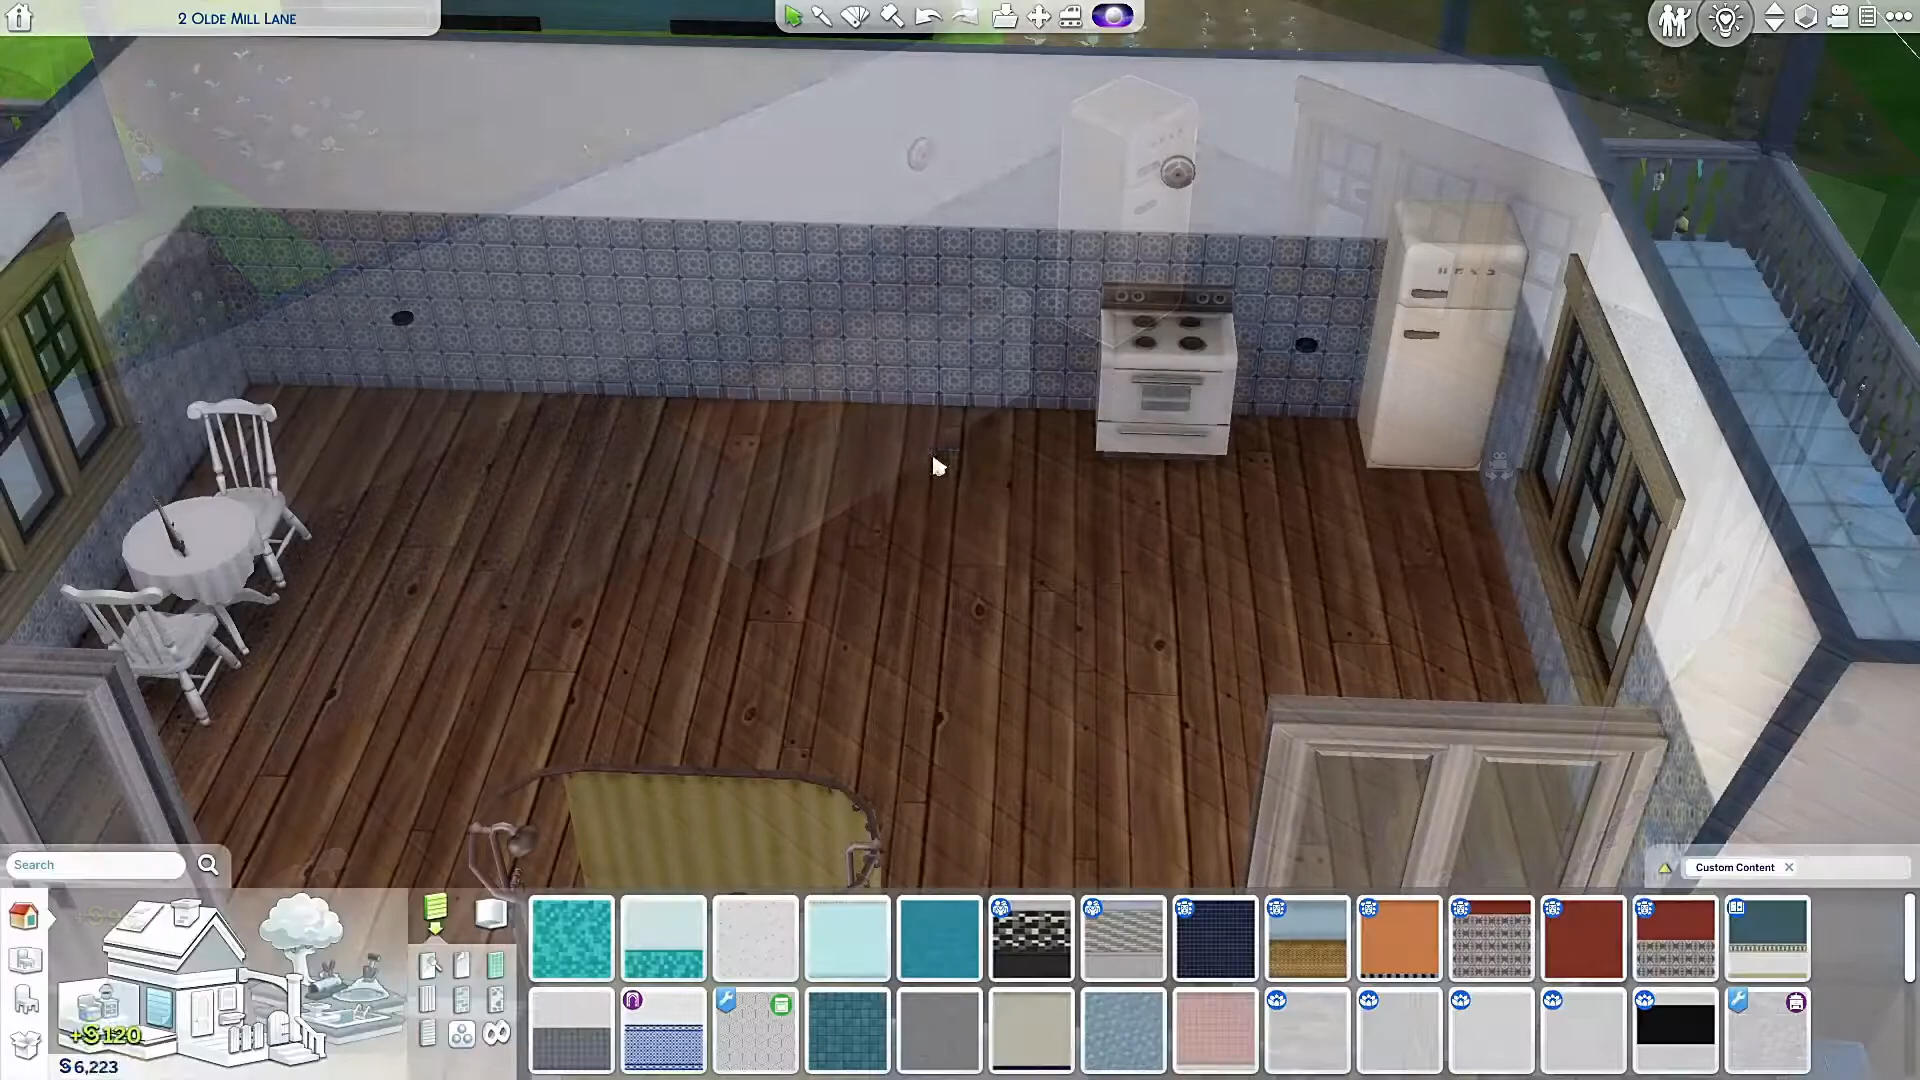 2 Olde Mill Lane
Search
Custom Content
+§120
§6,223